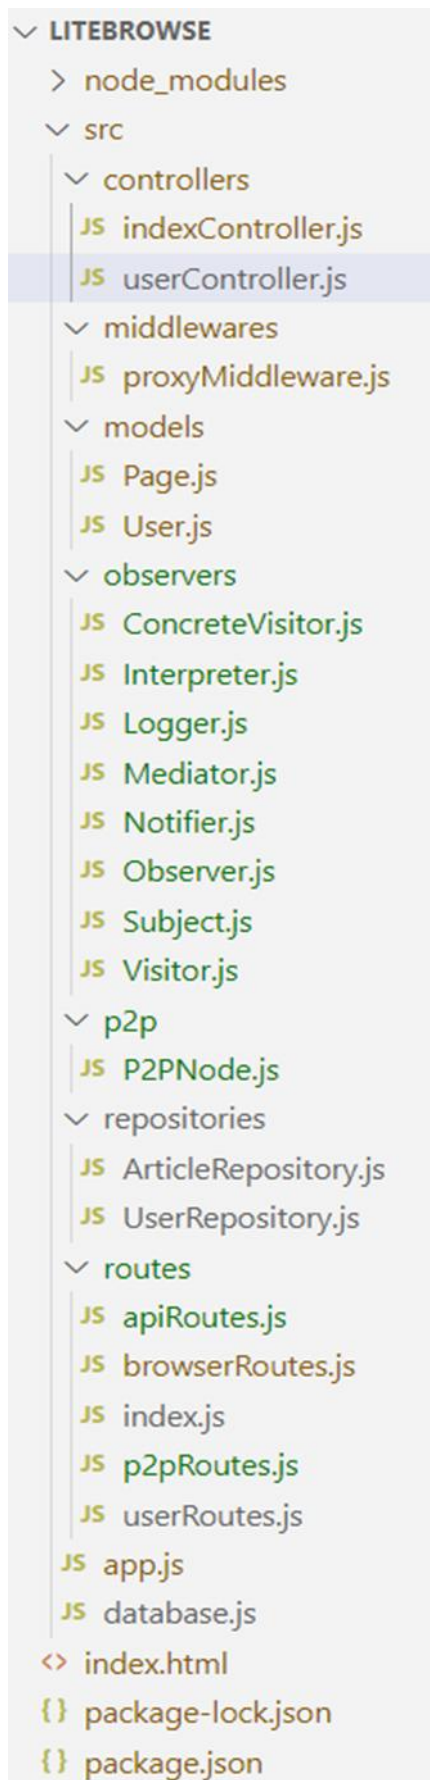 LITEBROWSE
node_modules
src
controllers
JS indexController.js
JS userController.js
middlewares
JS proxyMiddleware.js
models
JS Page.js
JS User.js
observers
JS ConcreteVisitor.js
JS Interpreter.js
JS Logger.js
JS Mediator.js
JS Notifier.js
JS Observer.js
JS Subject.js
JS Visitor.js
p2p
JS P2PNode.js
repositories
JS ArticleRepository.js
JS UserRepository.js
routes
JS apiRoutes.js
JS browserRoutes.js
JS index.js
JS p2pRoutes.js
JS userRoutes.js
JS app.js
JS database.js
<> index.html
{} package-lock.json
{} package.json